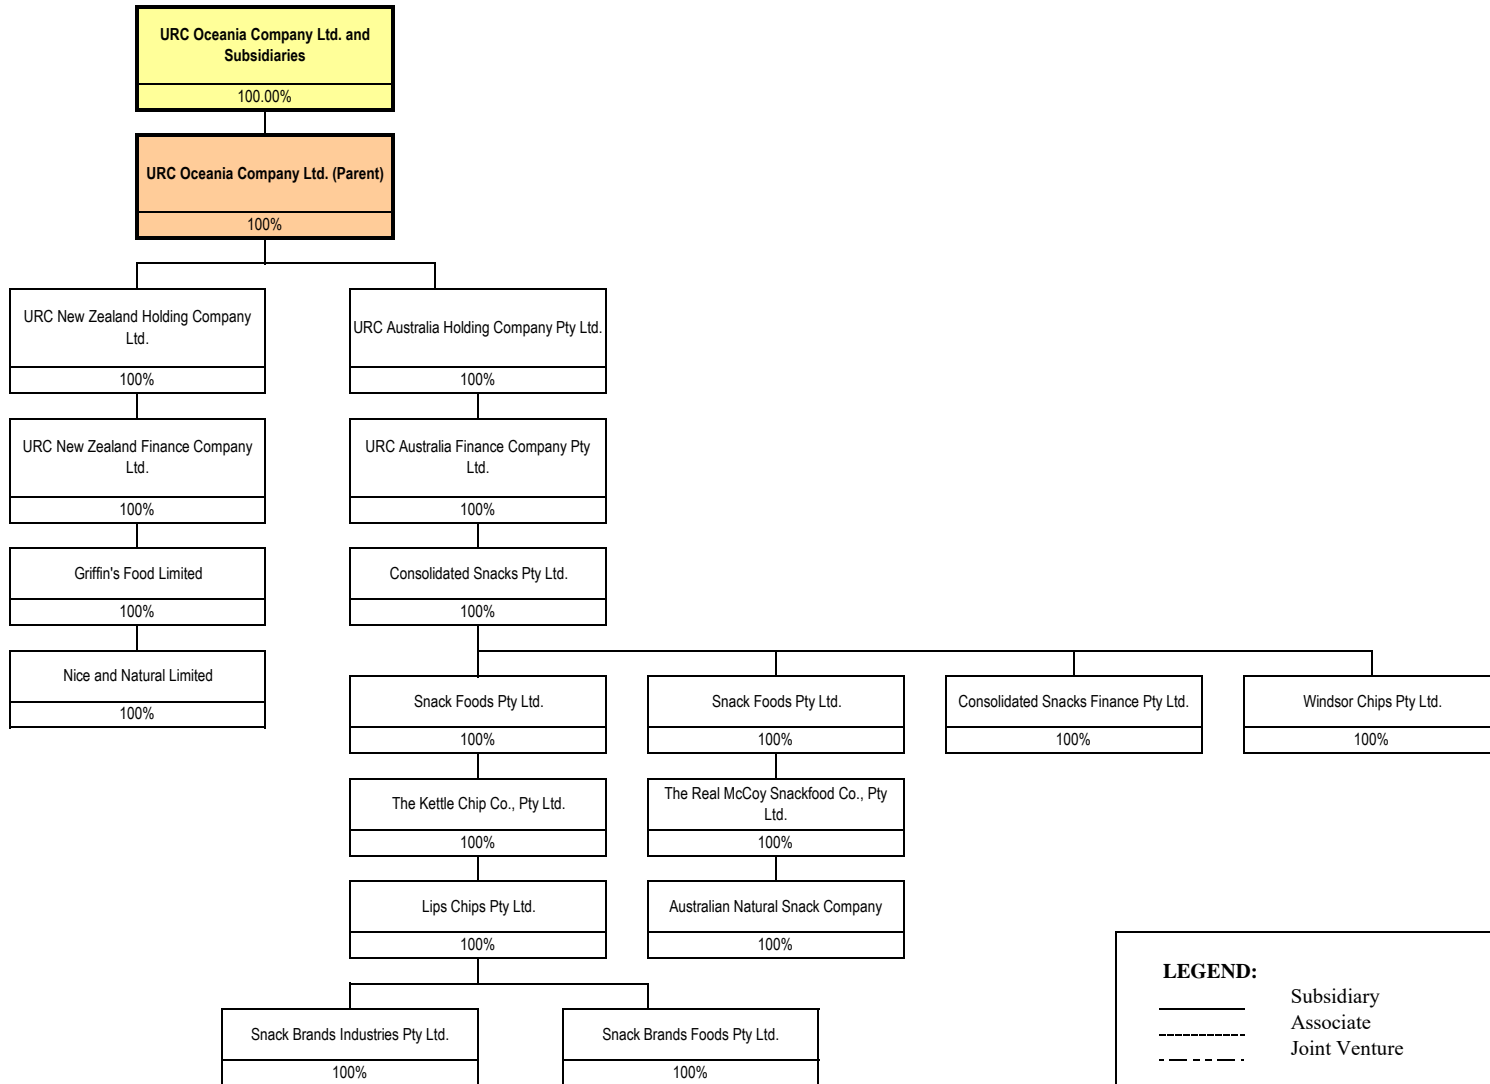 URC Oceania Company Ltd. and
Subsidiaries
100.00%
URC Oceania Company Ltd. (Parent)
100%
URC New Zealand Holding Company
Ltd.
100%
URC Australia Holding Company Pty Ltd.
100%
URC New Zealand Finance Company
Ltd.
100%
URC Australia Finance Company Pty
Ltd.
100%
Griffin's Food Limited
100%
Consolidated Snacks Pty Ltd.
100%
Nice and Natural Limited
100%
Snack Foods Pty Ltd.
100%
Snack Foods Pty Ltd.
100%
Consolidated Snacks Finance Pty Ltd.
100%
Windsor Chips Pty Ltd.
100%
The Kettle Chip Co., Pty Ltd.
100%
The Real McCoy Snackfood Co., Pty
Ltd.
100%
Lips Chips Pty Ltd.
100%
Australian Natural Snack Company
100%
Snack Brands Industries Pty Ltd.
100%
Snack Brands Foods Pty Ltd.
100%
LEGEND:
Subsidiary
Associate
Joint Venture